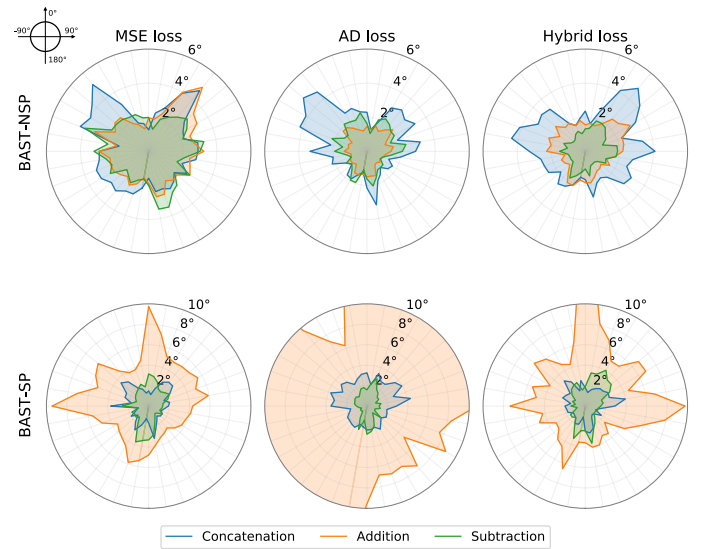 0°
-90° 90°
180°
MSE loss AD loss Hybrid loss
BAST-NSP
2° 4° 6°
2° 4° 6°
2° 4° 6°
BAST-SP
2° 4° 6° 8° 10°
2° 4° 6° 8° 10°
2° 4° 6° 8° 10°
Concatenation Addition Subtraction